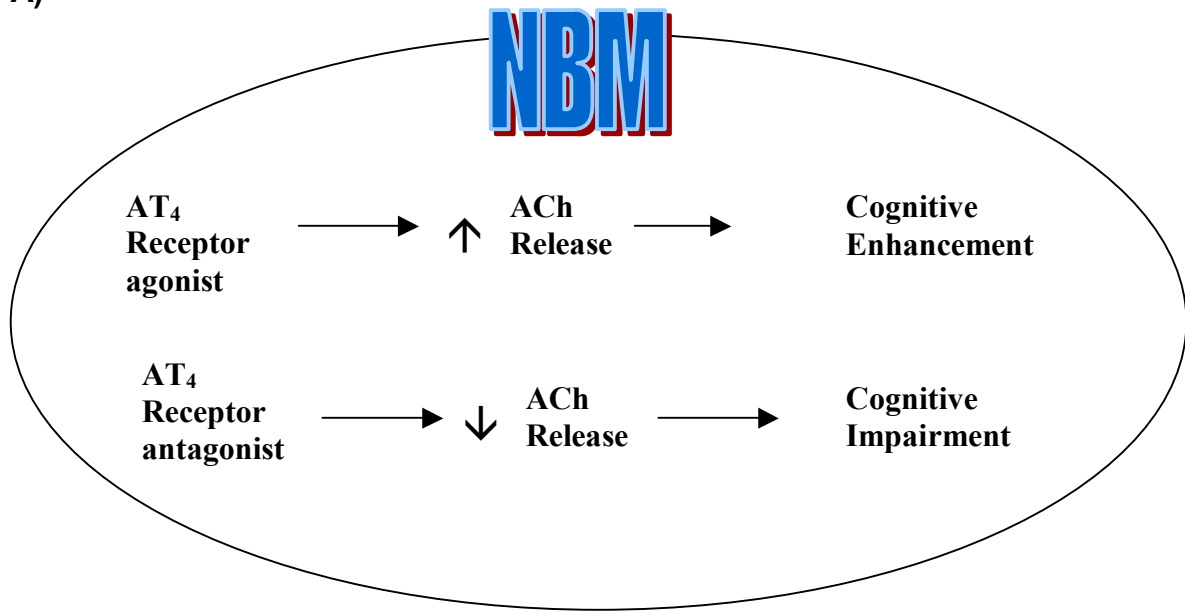 A)
NBM
AT₄
Receptor
agonist
↑
ACh
Release
Cognitive
Enhancement
AT₄
Receptor
antagonist
↓
ACh
Release
Cognitive
Impairment